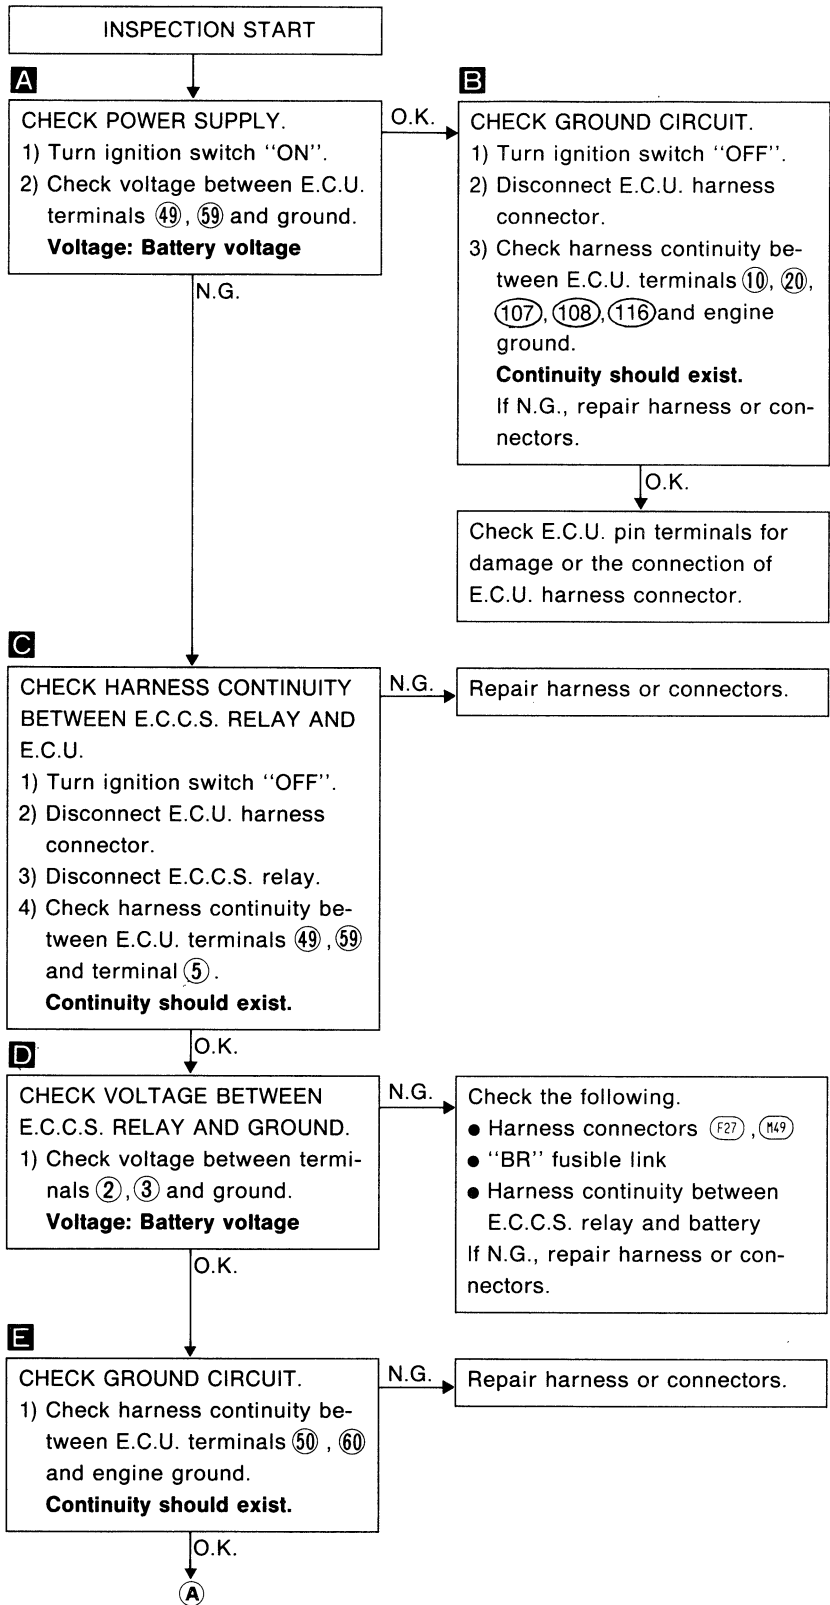 INSPECTION START
A
CHECK POWER SUPPLY.
1) Turn ignition switch “ON”.
2) Check voltage between E.C.U.
terminals 49, 59 and ground.
Voltage: Battery voltage
O.K.
N.G.
B
CHECK GROUND CIRCUIT.
1) Turn ignition switch “OFF”.
2) Disconnect E.C.U. harness
connector.
3) Check harness continuity be-
tween E.C.U. terminals 10, 20,
107, 108, 116 and engine
ground.
Continuity should exist.
If N.G., repair harness or con-
nectors.
O.K.
Check E.C.U. pin terminals for
damage or the connection of
E.C.U. harness connector.
C
CHECK HARNESS CONTINUITY
BETWEEN E.C.C.S. RELAY AND
E.C.U.
1) Turn ignition switch “OFF”.
2) Disconnect E.C.U. harness
connector.
3) Disconnect E.C.C.S. relay.
4) Check harness continuity be-
tween E.C.U. terminals 49, 59
and terminal 5.
Continuity should exist.
N.G.
Repair harness or connectors.
O.K.
D
CHECK VOLTAGE BETWEEN
E.C.C.S. RELAY AND GROUND.
1) Check voltage between termi-
nals 2, 3 and ground.
Voltage: Battery voltage
N.G.
Check the following.
● Harness connectors F27, M49
● “BR” fusible link
● Harness continuity between
E.C.C.S. relay and battery
If N.G., repair harness or con-
nectors.
O.K.
E
CHECK GROUND CIRCUIT.
1) Check harness continuity be-
tween E.C.U. terminals 50, 60
and engine ground.
Continuity should exist.
N.G.
Repair harness or connectors.
O.K.
A